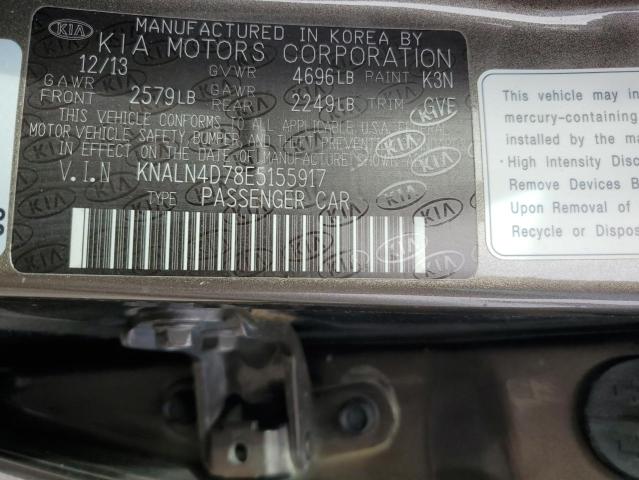 KIA MANUFACTURED IN KOREA BY
KIA MOTORS CORPORATION
12/13 GVWR 4696LB PAINT K3N
GAWR FRONT 2579LB GAWR REAR 2249LB TRIM GVF
THIS VEHICLE CONFORMS TO ALL APPLICABLE U.S.A FEDERAL
MOTOR VEHICLE SAFETY, BUMPER, AND THEFT PREVENTION STANDARDS
IN EFFECT ON THE DATE OF MANUFACTURE SHOWN ABOVE.
V.I.N KNALN4D78E5155917
TYPE: PASSENGER CAR
This vehicle may in
mercury-containing
installed by the ma
· High Intensity Disc
Remove Devices B
Upon Removal of
Recycle or Dispos